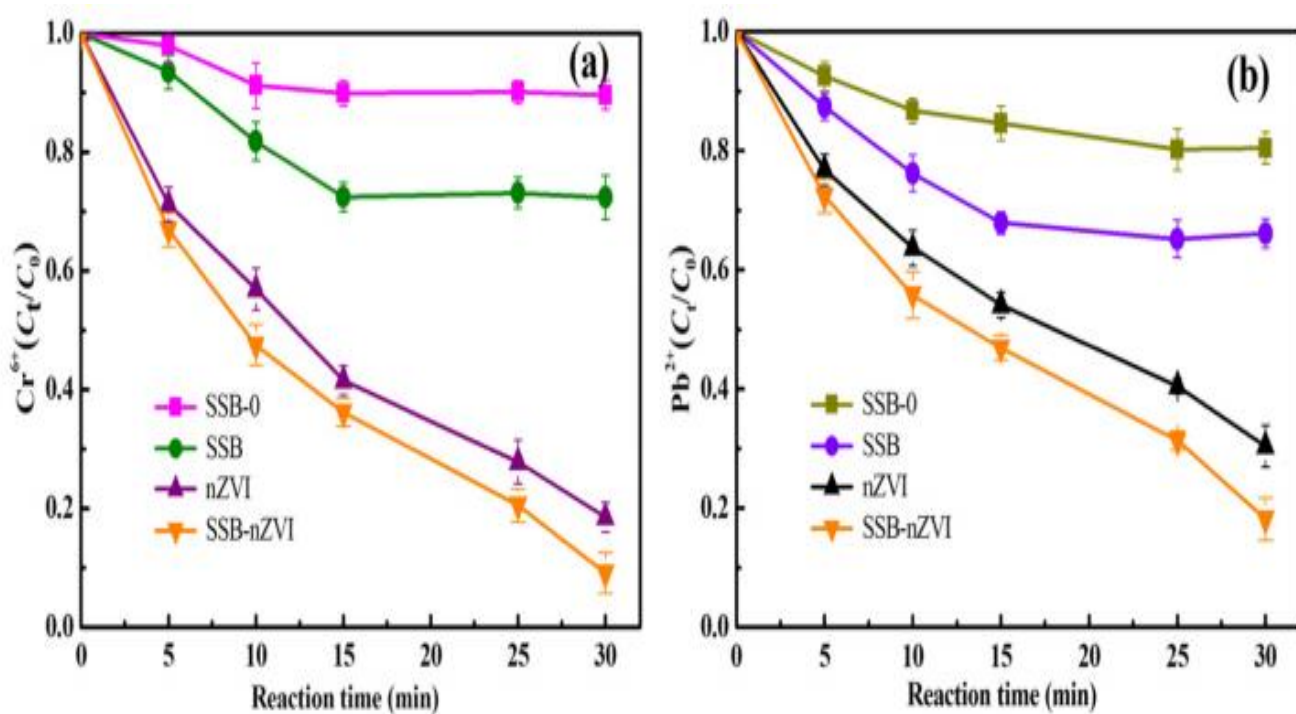 (a)
Cr⁶⁺(Cₜ/C₀)
1.0
0.8
0.6
0.4
0.2
0.0
SSB-0
SSB
nZVI
SSB-nZVI
0 5 10 15 20 25 30
Reaction time (min)
(b)
Pb²⁺(Cᵣ/C₀)
1.0
0.8
0.6
0.4
0.2
0.0
SSB-0
SSB
nZVI
SSB-nZVI
0 5 10 15 20 25 30
Reaction time (min)